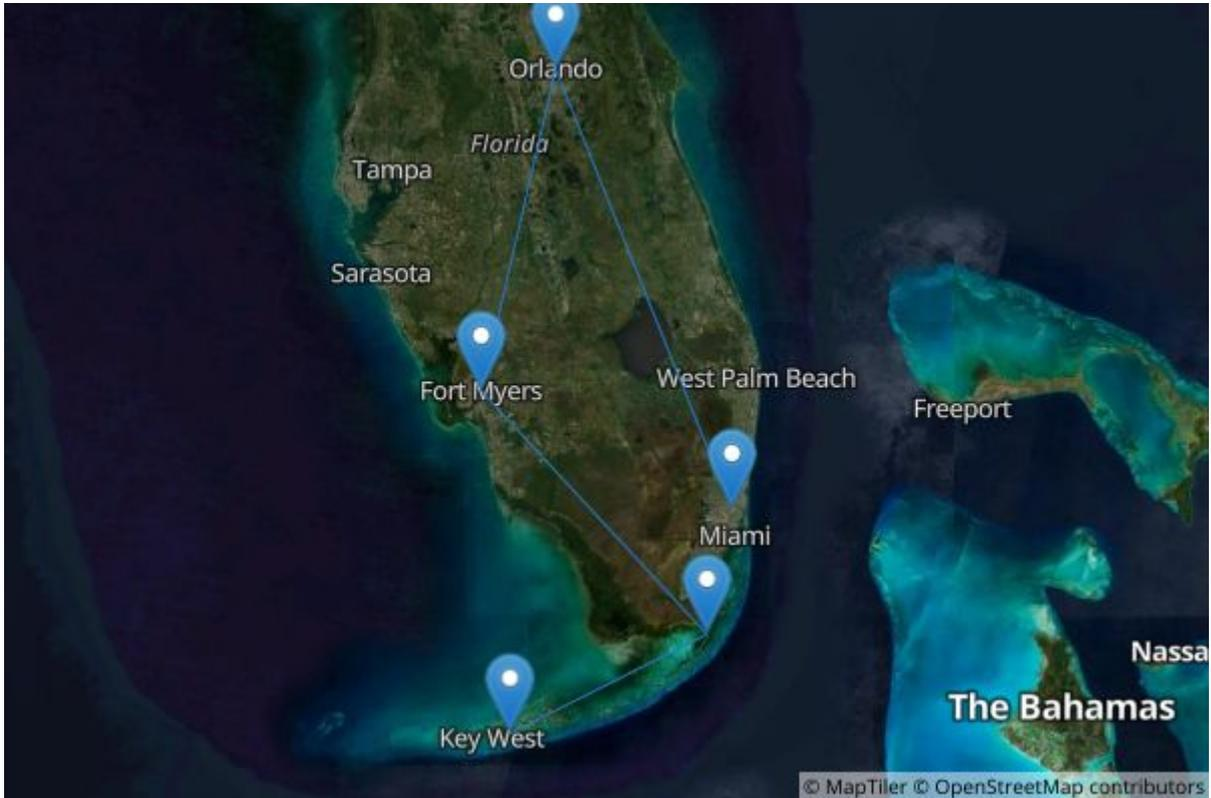 Orlando
Florida
Tampa
Sarasota
Fort Myers
West Palm Beach
Freeport
Miami
Nassa
The Bahamas
Key West
© MapTiler © OpenStreetMap contributors